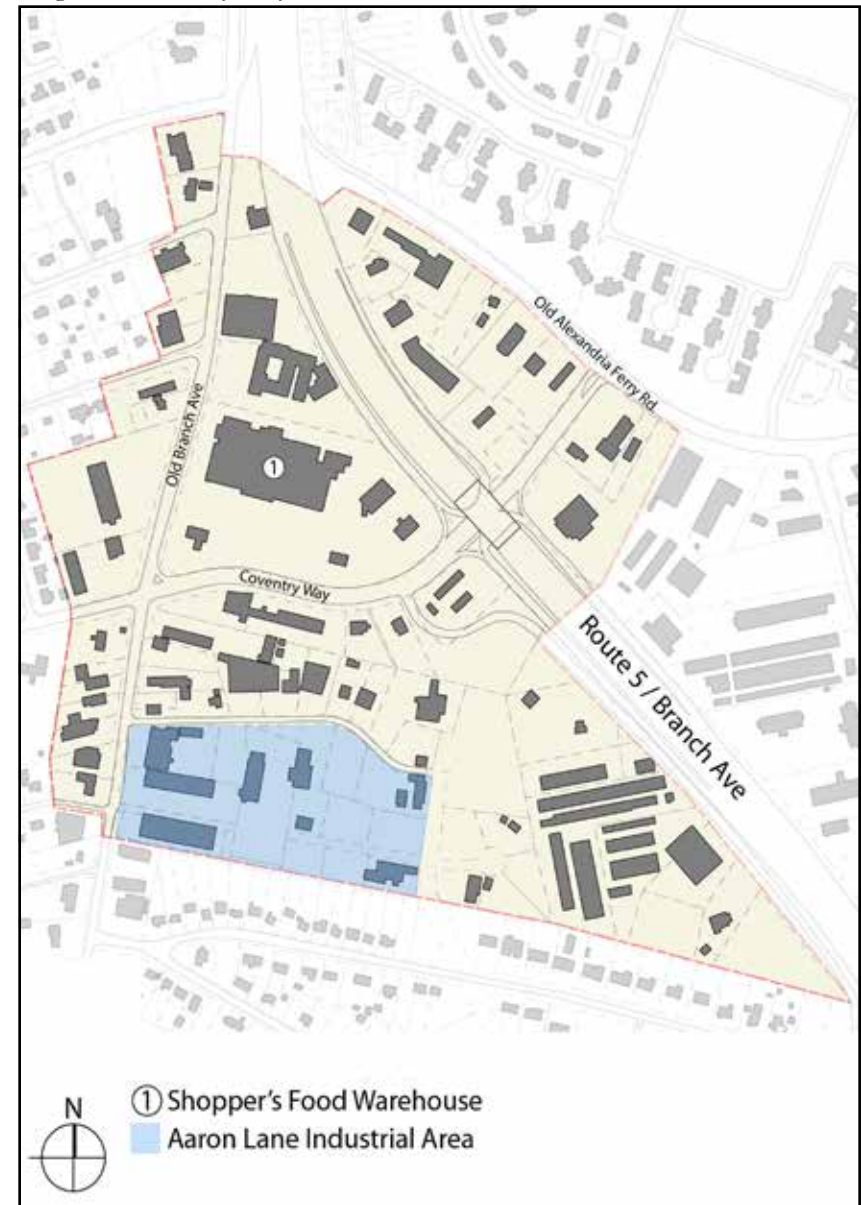 Old Alexandria Ferry Rd.
Old Branch Ave
1
Coventry Way
Route 5 / Branch Ave
N
1 Shopper's Food Warehouse
Aaron Lane Industrial Area